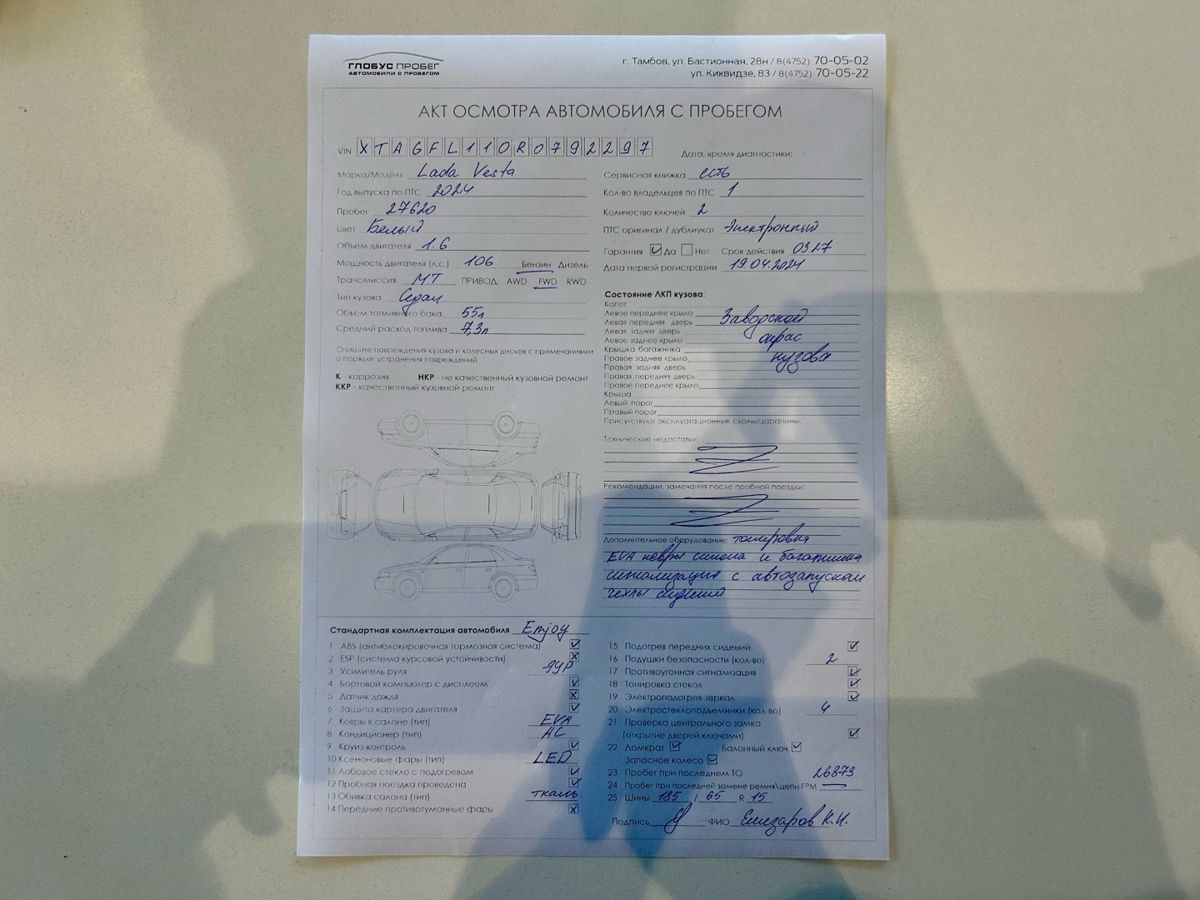 ГЛОБУС ПРОБЕГ
АВТОМОБИЛИ С ПРОБЕГОМ
г. Тамбов, ул. Бастионная, 28н / 8(4752) 70-05-02
ул. Киквидзе, 83 / 8(4752) 70-05-22
АКТ ОСМОТРА АВТОМОБИЛЯ С ПРОБЕГОМ
VIN XTAGFL110R0792297
Дата, время диагностики:
Марка/Модель Lada Vesta
Год выпуска по ПТС 2024
Пробег 27620
Цвет Белый
Объем двигателя 1.6
Мощность двигателя (л.с.) 106 Бензин Дизель
Трансмиссия МТ ПРИВОД: AWD FWD RWD
Тип кузова Седан
Объем топливного бака 55л
Средний расход топлива 7,3л
Опишите повреждения кузова и колесных дисков с примечаниями
о порядке устранения повреждений
К - коррозия НКР - не качественный кузовной ремонт
ККР - качественный кузовной ремонт
Сервисная книжка есть
Кол-во владельцев по ПТС 1
Количество ключей 2
ПТС оригинал / дубликат Электронный
Гарантия Да Нет Срок действия 03.27
Дата первой регистрации 19.04.2024
Состояние ЛКП кузова:
Капот
Левое переднее крыло Заводской
Левая передняя дверь
Левая задняя дверь окрас
Левое заднее крыло
Крышка багажника кузова
Правое заднее крыло
Правая задняя дверь
Правая передняя дверь
Правое переднее крыло
Крыша
Левый порог
Правый порог
Присутствуют эксплуатационные сколы/царапины.
Технические недостатки:
Рекомендации, замечания после пробной поездки:
Дополнительное оборудование: тонировка
EVA ковры салона и багажника
сигнализация с автозапуском
чехлы сидений
Стандартная комплектация автомобиля Enjoy
1 ABS (антиблокировочная тормозная система)
2 ESP (система курсовой устойчивости)
3 Усилитель руля ЭУР
4 Бортовой компьютер с дисплеем
5 Датчик дождя
6 Защита картера двигателя
7 Ковры в салоне (тип) EVA
8 Кондиционер (тип) AC
9 Круиз-контроль
10 Ксеноновые фары (тип) LED
11 Лобовое стекло с подогревом
12 Пробная поездка проведена
13 Обивка салона (тип) ткань
14 Передние противотуманные фары
15 Подогрев передних сидений
16 Подушки безопасности (кол-во) 2
17 Противоугонная сигнализация
18 Тонировка стекол
19 Электроподогрев зеркал
20 Электростеклоподъемники (кол-во) 4
21 Проверка центрального замка
(открытие дверей ключами)
22 Домкрат Балонный ключ
Запасное колесо
23 Пробег при последнем ТО 26873
24 Пробег при последней замене ремня\цепи ГРМ —
25 Шины 185 / 65 R 15
Подпись ФИО Елизаров К.И.